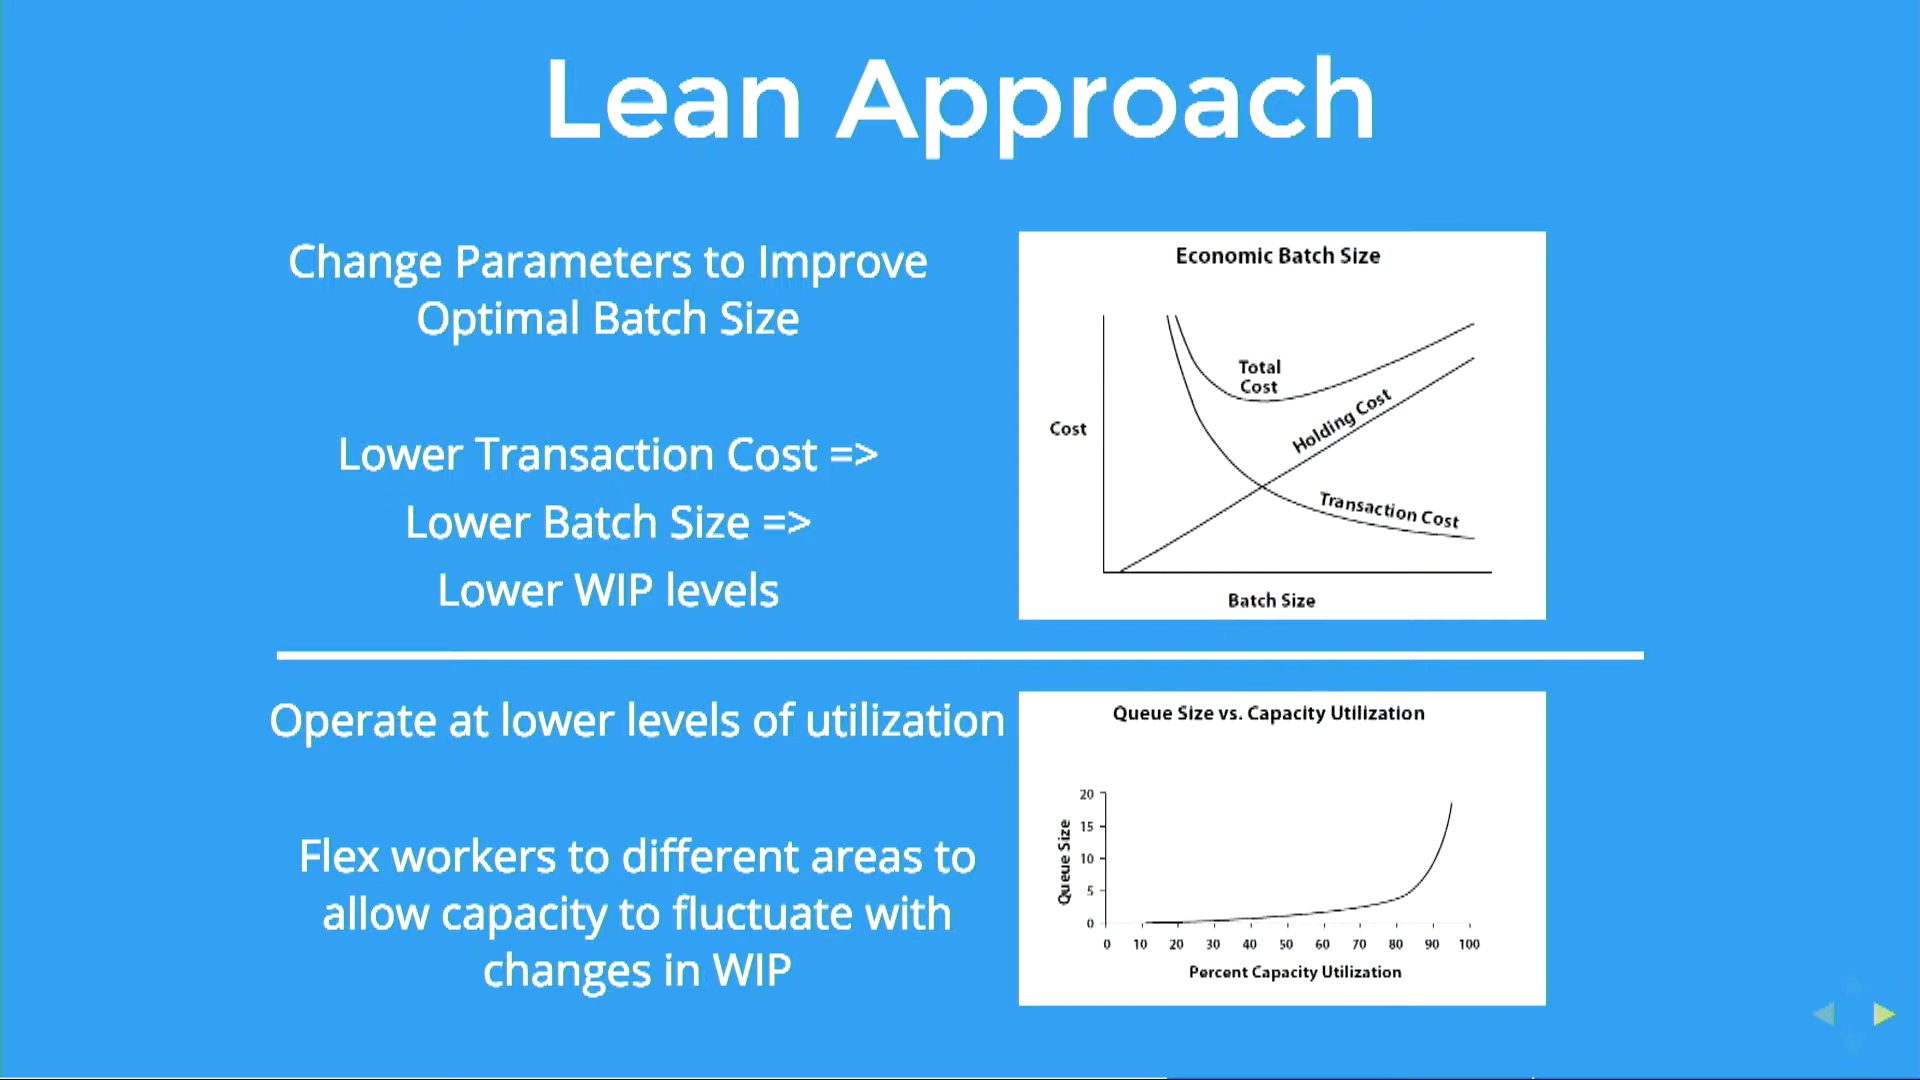 Lean Approach
Change Parameters to Improve
Optimal Batch Size
Lower Transaction Cost =>
Lower Batch Size =>
Lower WIP levels
Economic Batch Size
Total
Cost
Holding Cost
Cost
Transaction Cost
Batch Size
Operate at lower levels of utilization
Flex workers to different areas to
allow capacity to fluctuate with
changes in WIP
Queue Size vs. Capacity Utilization
Queue Size
20
15
10
5
0
0 10 20 30 40 50 60 70 80 90 100
Percent Capacity Utilization